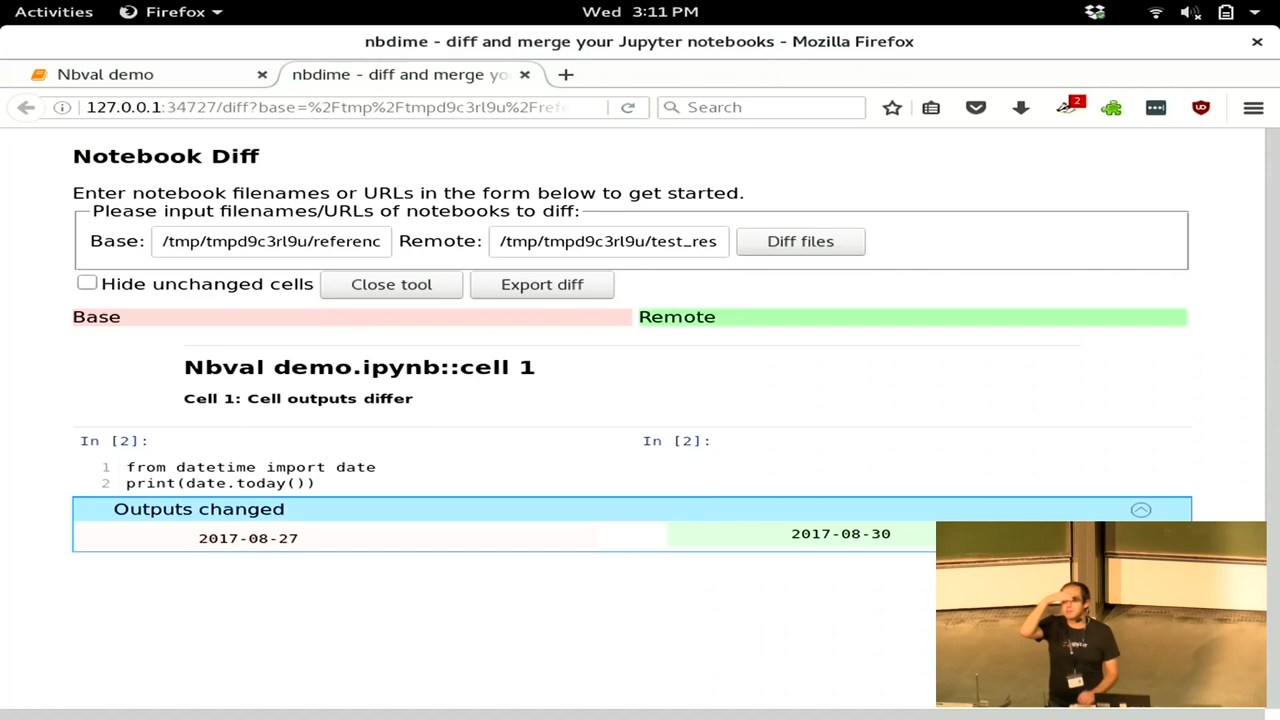 Activities Firefox Wed 3:11 PM
nbdime - diff and merge your Jupyter notebooks - Mozilla Firefox
Nbval demo nbdime - diff and merge yo
127.0.0.1:34727/diff?base=%2Ftmp%2Ftmpd9c3rl9u%2Frefe Search 2
Notebook Diff
Enter notebook filenames or URLs in the form below to get started.
Please input filenames/URLs of notebooks to diff:
Base: /tmp/tmpd9c3rl9u/referenc Remote: /tmp/tmpd9c3rl9u/test_res Diff files
Hide unchanged cells Close tool Export diff
Base Remote
Nbval demo.ipynb::cell 1
Cell 1: Cell outputs differ
In [2]: In [2]:
1 from datetime import date
2 print(date.today())
Outputs changed
2017-08-27 2017-08-30